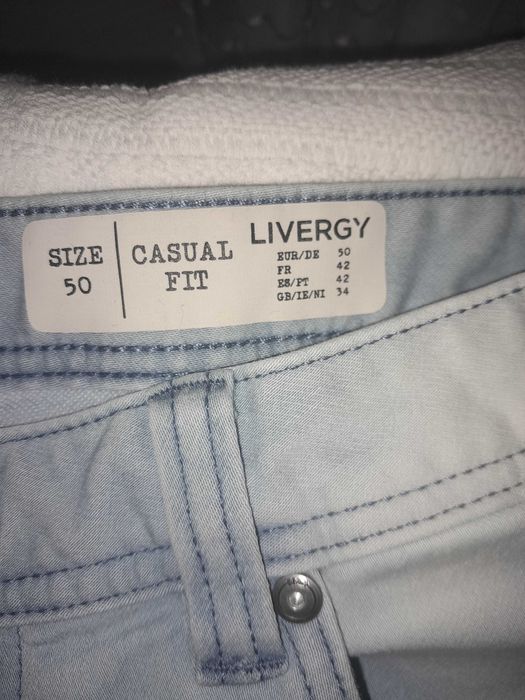 SIZE
50
CASUAL
FIT
LIVERGY
EUR/DE 50
FR 42
ES/PT 42
GB/IE/NI 34